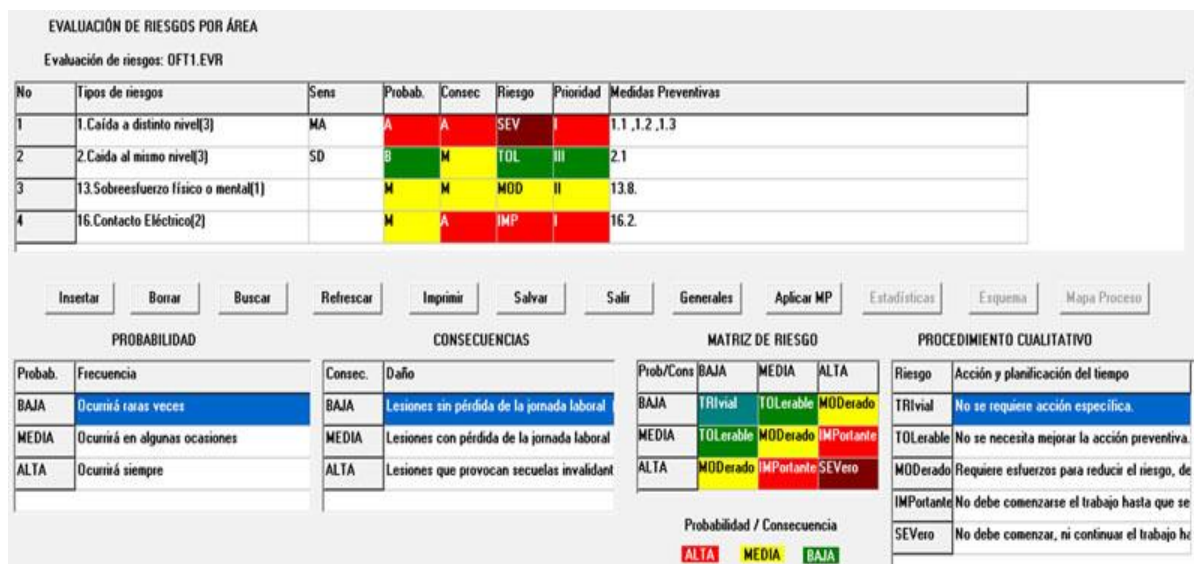 EVALUACIÓN DE RIESGOS POR ÁREA
Evaluación de riesgos: OFT1.EVR
No Tipos de riesgos Sens Probab. Consec Riesgo Prioridad Medidas Preventivas
1 1.Caída a distinto nivel(3) MA A A SEV I 1.1 ,1.2 ,1.3
2 2.Caida al mismo nivel(3) SD B M TOL III 2.1
3 13.Sobreesfuerzo físico o mental(1) M M MOD II 13.8.
4 16.Contacto Eléctrico(2) M A IMP I 16.2.
Insertar Borrar Buscar Refrescar Imprimir Salvar Salir Generales Aplicar MP Estadísticas Esquema Mapa Proceso
PROBABILIDAD CONSECUENCIAS MATRIZ DE RIESGO PROCEDIMIENTO CUALITATIVO
Probab. Frecuencia Consec. Daño Prob/Cons BAJA MEDIA ALTA Riesgo Acción y planificación del tiempo
BAJA Ocurrirá raras veces BAJA Lesiones sin pérdida de la jornada laboral BAJA TRIvial TOLerable MODerado TRIvial No se requiere acción específica.
MEDIA Ocurrirá en algunas ocasiones MEDIA Lesiones con pérdida de la jornada laboral MEDIA TOLerable MODerado IMPortante TOLerable No se necesita mejorar la acción preventiva.
ALTA Ocurrirá siempre ALTA Lesiones que provocan secuelas invalidant ALTA MODerado IMPortante SEVero MODerado Requiere esfuerzos para reducir el riesgo, de
IMPortante No debe comenzarse el trabajo hasta que se
Probabilidad / Consecuencia
SEVero No debe comenzar, ni continuar el trabajo ha
ALTA MEDIA BAJA